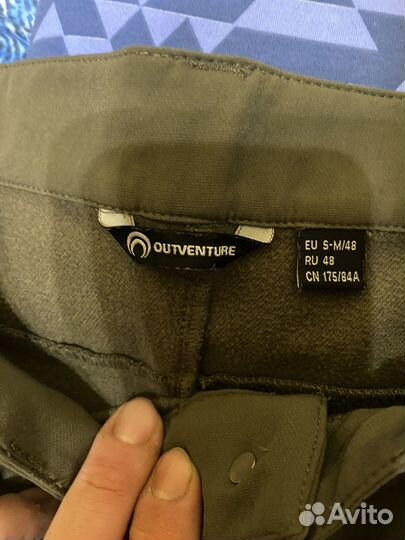 OUTVENTURE
EU S-M/48
RU 48
CN 175/84A
Avito